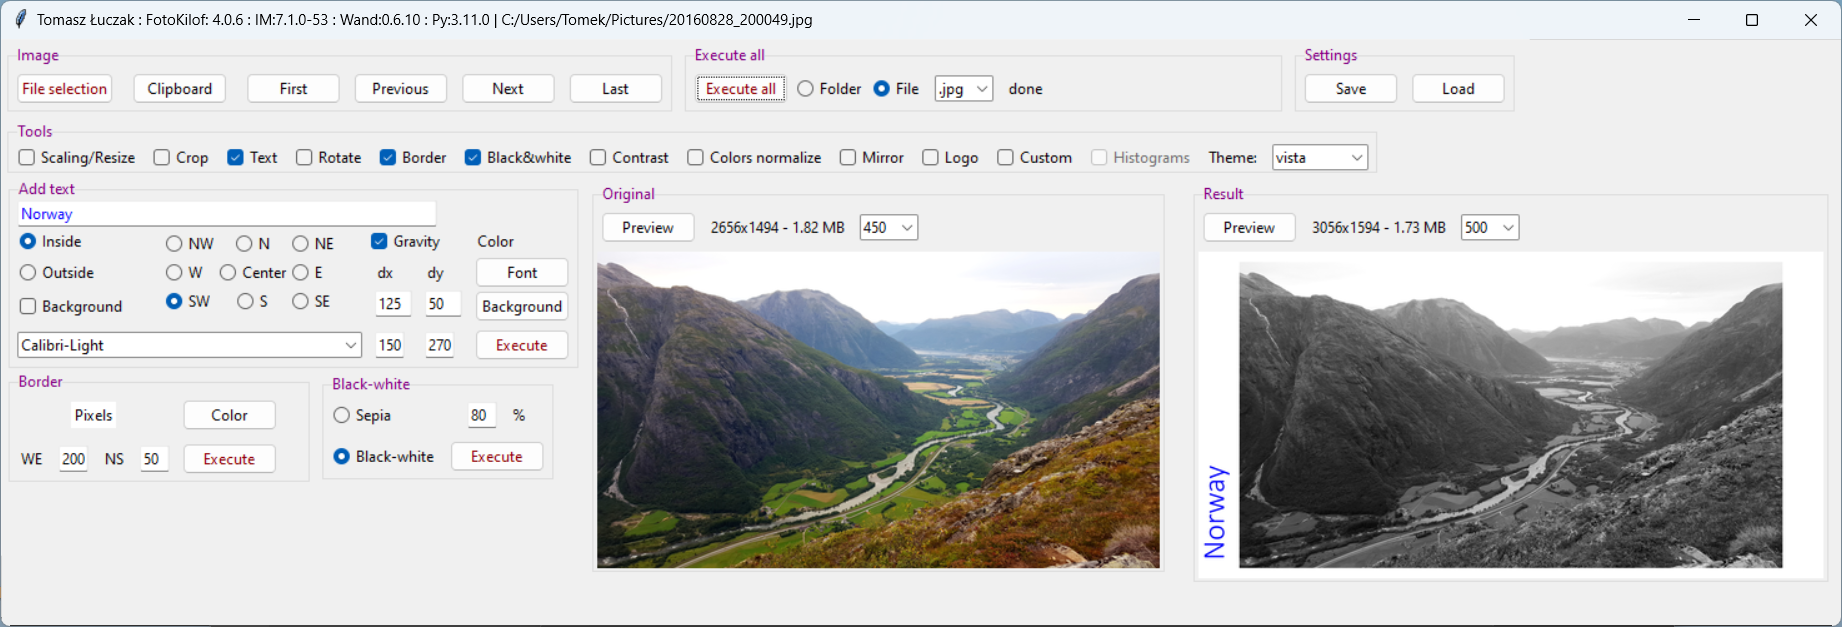 Tomasz Łuczak : FotoKilof: 4.0.6 : IM:7.1.0-53 : Wand:0.6.10 : Py:3.11.0 | C:/Users/Tomek/Pictures/20160828_200049.jpg
Image
File selection Clipboard First Previous Next Last
Execute all
Execute all Folder File .jpg done
Settings
Save Load
Tools
Scaling/Resize Crop Text Rotate Border Black&white Contrast Colors normalize Mirror Logo Custom Histograms Theme: vista
Add text
Norway
Inside NW N NE Gravity Color
Outside W Center E dx dy Font
Background SW S SE 125 50 Background
Calibri-Light 150 270 Execute
Border
Pixels Color
WE 200 NS 50 Execute
Black-white
Sepia 80 %
Black-white Execute
Original
Preview 2656x1494 - 1.82 MB 450
Result
Preview 3056x1594 - 1.73 MB 500
Norway